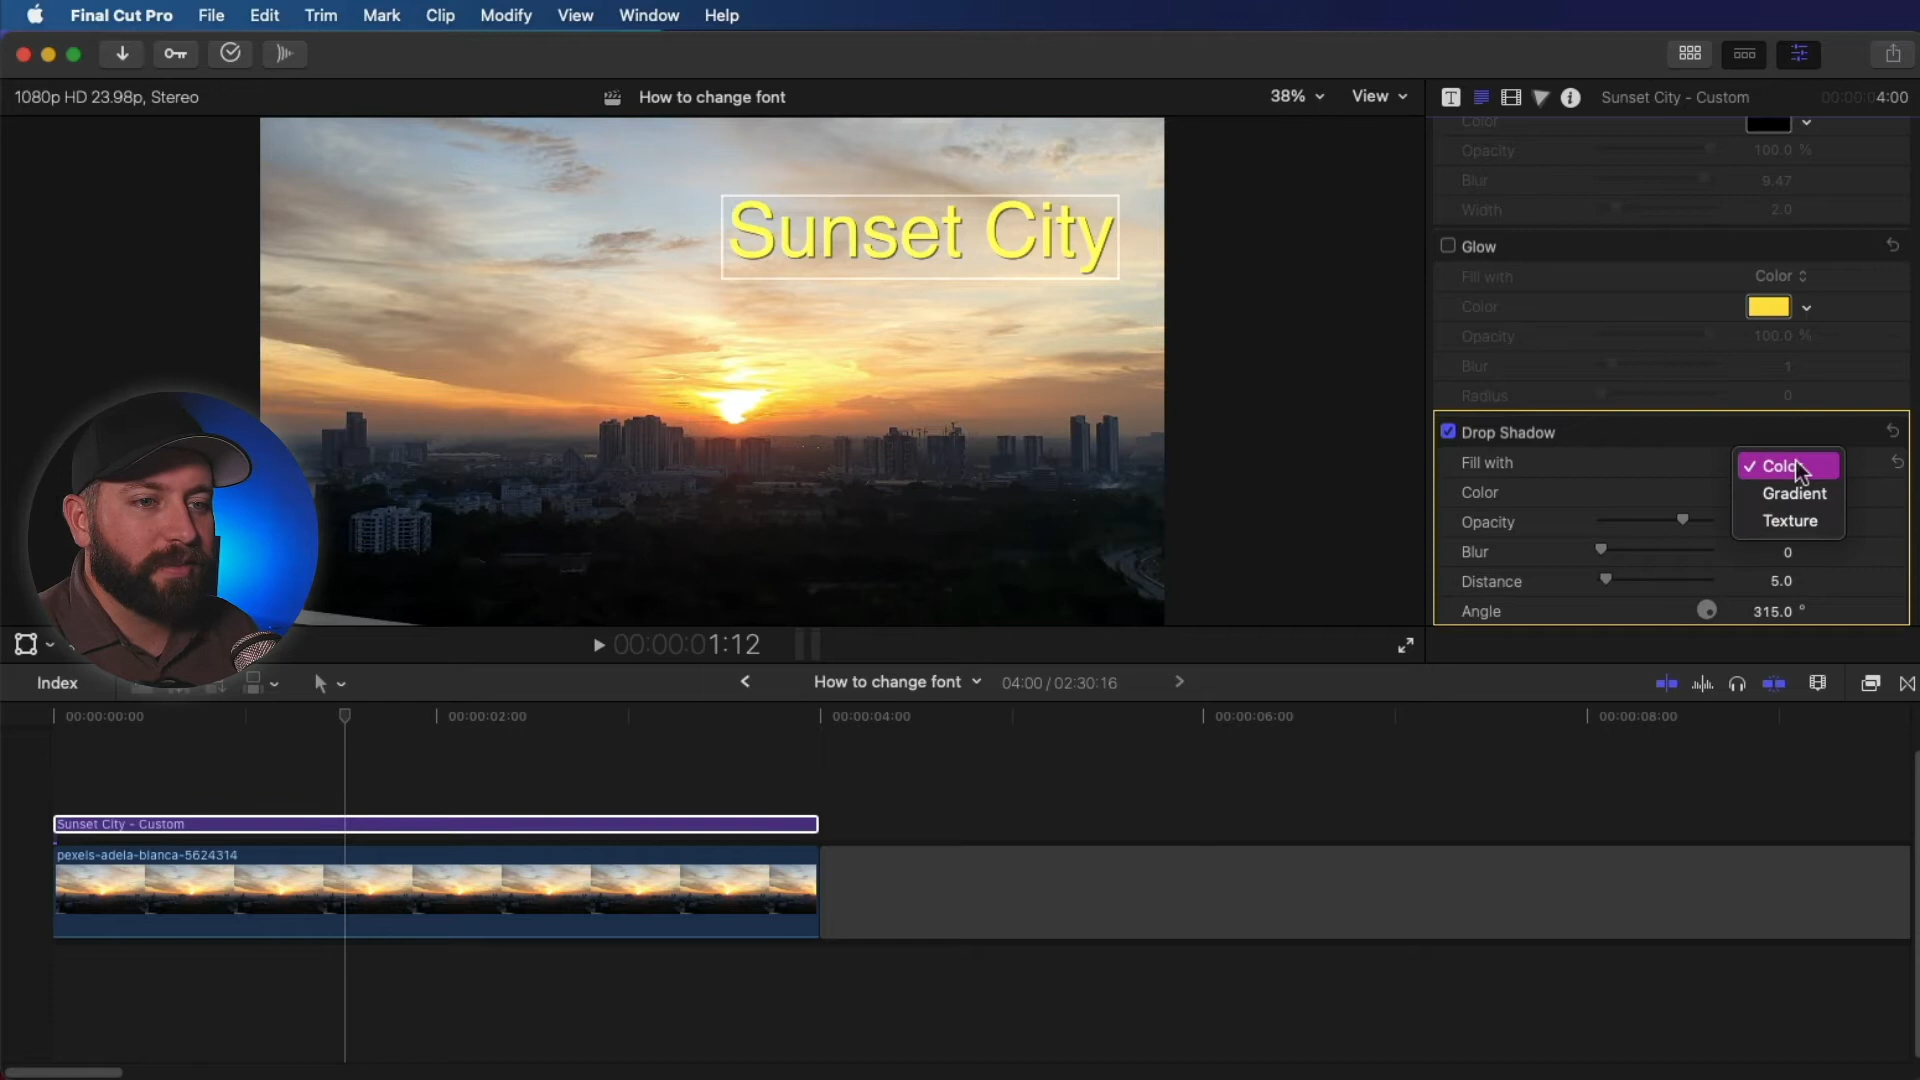 Final Cut Pro File Edit Trim Mark Clip Modify View Window Help
1080p HD 23.98p, Stereo
How to change font
38%
View
Sunset City - Custom
00:00:04:00
Sunset City
Color
Opacity 100.0 %
Blur 9.47
Width 2.0
Glow
Fill with Color
Color
Opacity 100.0 %
Blur 1
Radius 0
Drop Shadow
Fill with
Color
Opacity
Blur 0
Distance 5.0
Angle 315.0 °
✓ Color
Gradient
Texture
00:00:01:12
Index
How to change font
04:00 / 02:30:16
00:00:00:00
00:00:02:00
00:00:04:00
00:00:06:00
00:00:08:00
Sunset City - Custom
pexels-adela-blanca-5624314